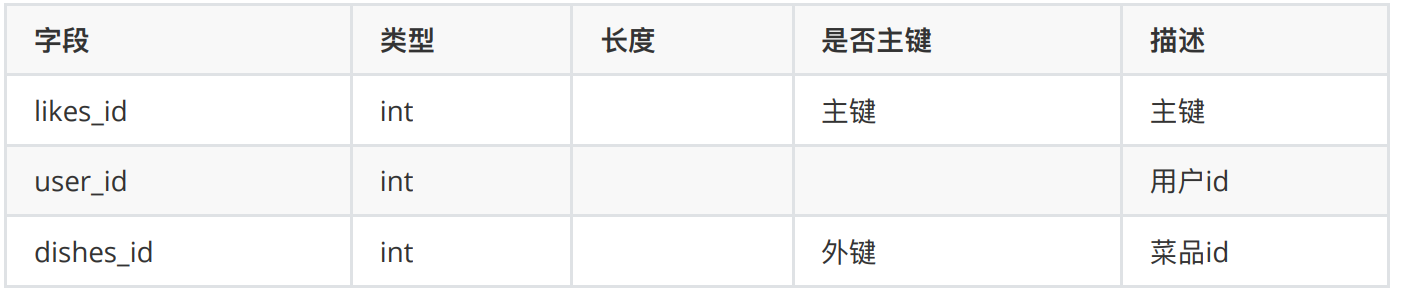 字段 类型 长度 是否主键 描述
likes_id int 主键 主键
user_id int 用户id
dishes_id int 外键 菜品id